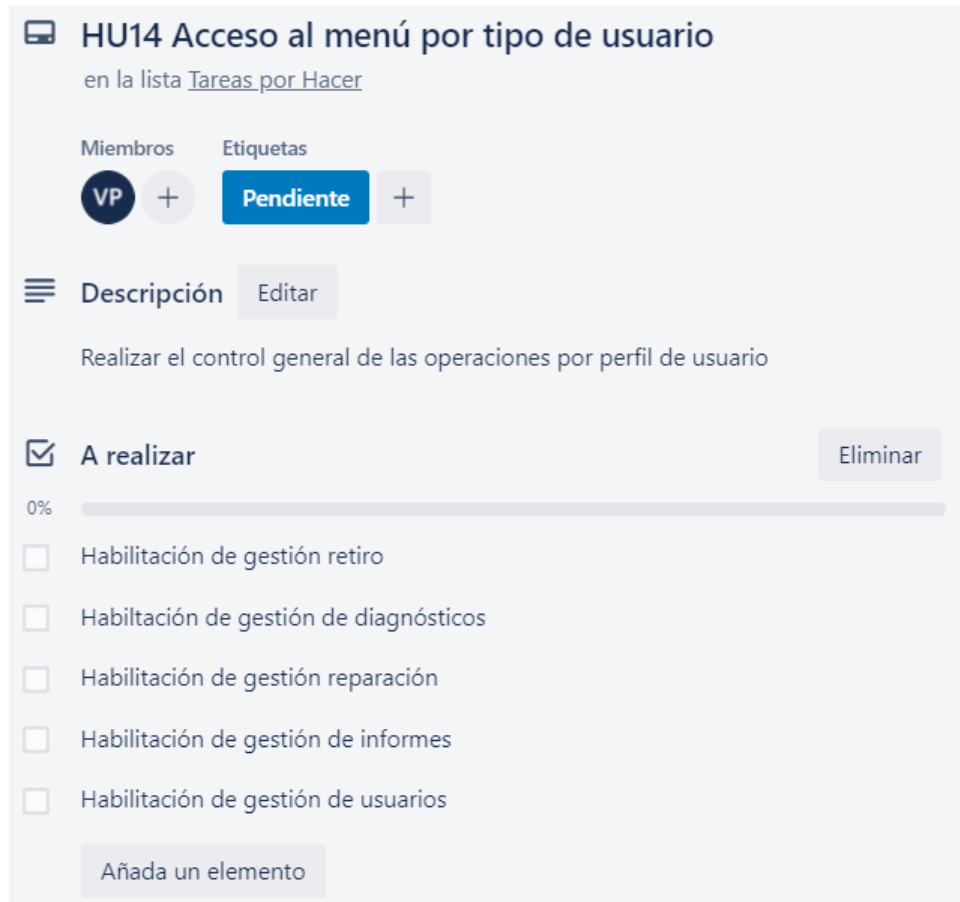 HU14 Acceso al menú por tipo de usuario
en la lista Tareas por Hacer
Miembros Etiquetas
VP + Pendiente +
Descripción Editar
Realizar el control general de las operaciones por perfil de usuario
A realizar Eliminar
0%
Habilitación de gestión retiro
Habiltación de gestión de diagnósticos
Habilitación de gestión reparación
Habilitación de gestión de informes
Habilitación de gestión de usuarios
Añada un elemento